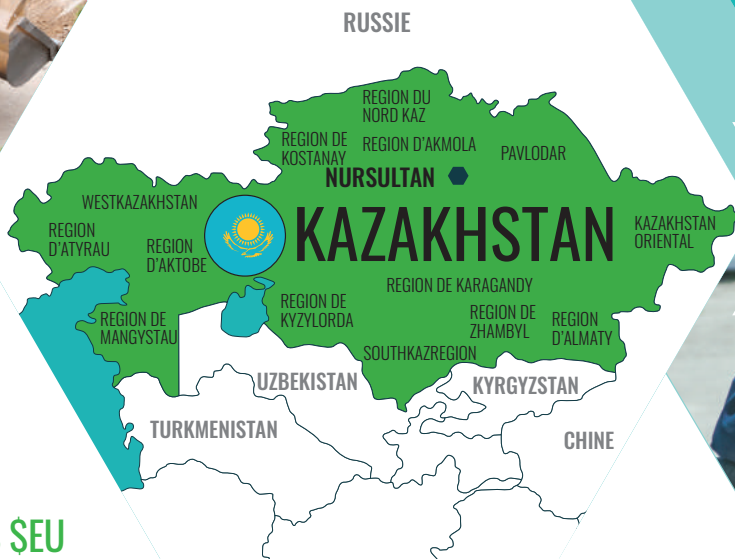 RUSSIE
REGION DU
NORD KAZ
REGION DE
KOSTANAY
REGION D'AKMOLA
PAVLODAR
NURSULTAN
WESTKAZAKHSTAN
REGION
D'ATYRAU
REGION
D'AKTOBE
KAZAKHSTAN
KAZAKHSTAN
ORIENTAL
REGION DE KARAGANDY
REGION DE
KYZYLORDA
REGION DE
ZHAMBYL
REGION
D'ALMATY
REGION DE
MANGYSTAU
SOUTHKAZREGION
UZBEKISTAN
KYRGYZSTAN
TURKMENISTAN
CHINE
$EU